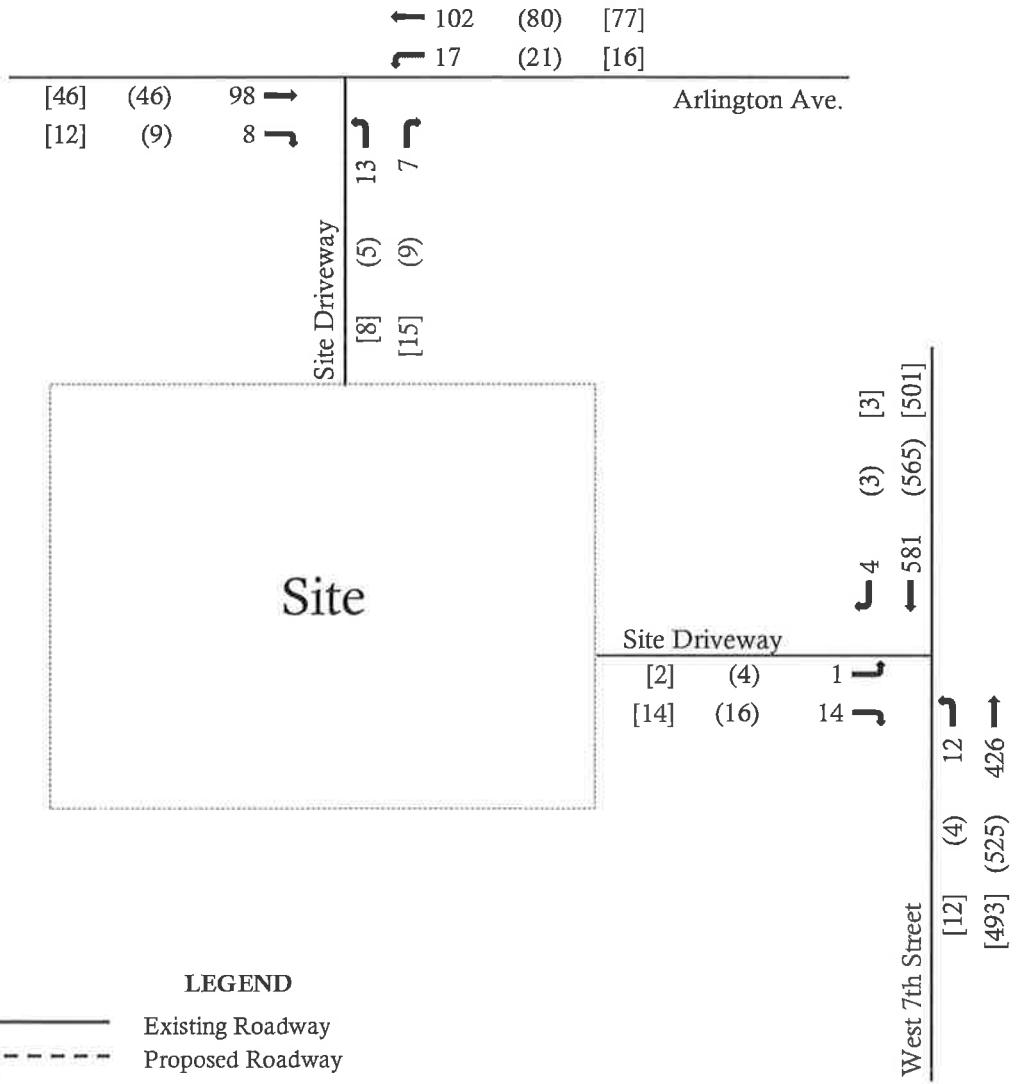 102 (80) [77]
17 (21) [16]
Arlington Ave.
[46] (46) 98
[12] (9) 8
[8] (5) 13
[15] (9) 7
Site Driveway
Site
4 (3) [3]
581 (565) [501]
Site Driveway
[2] (4) 1
[14] (16) 14
[12] (4) 12
[493] (525) 426
West 7th Street
LEGEND
Existing Roadway
Proposed Roadway